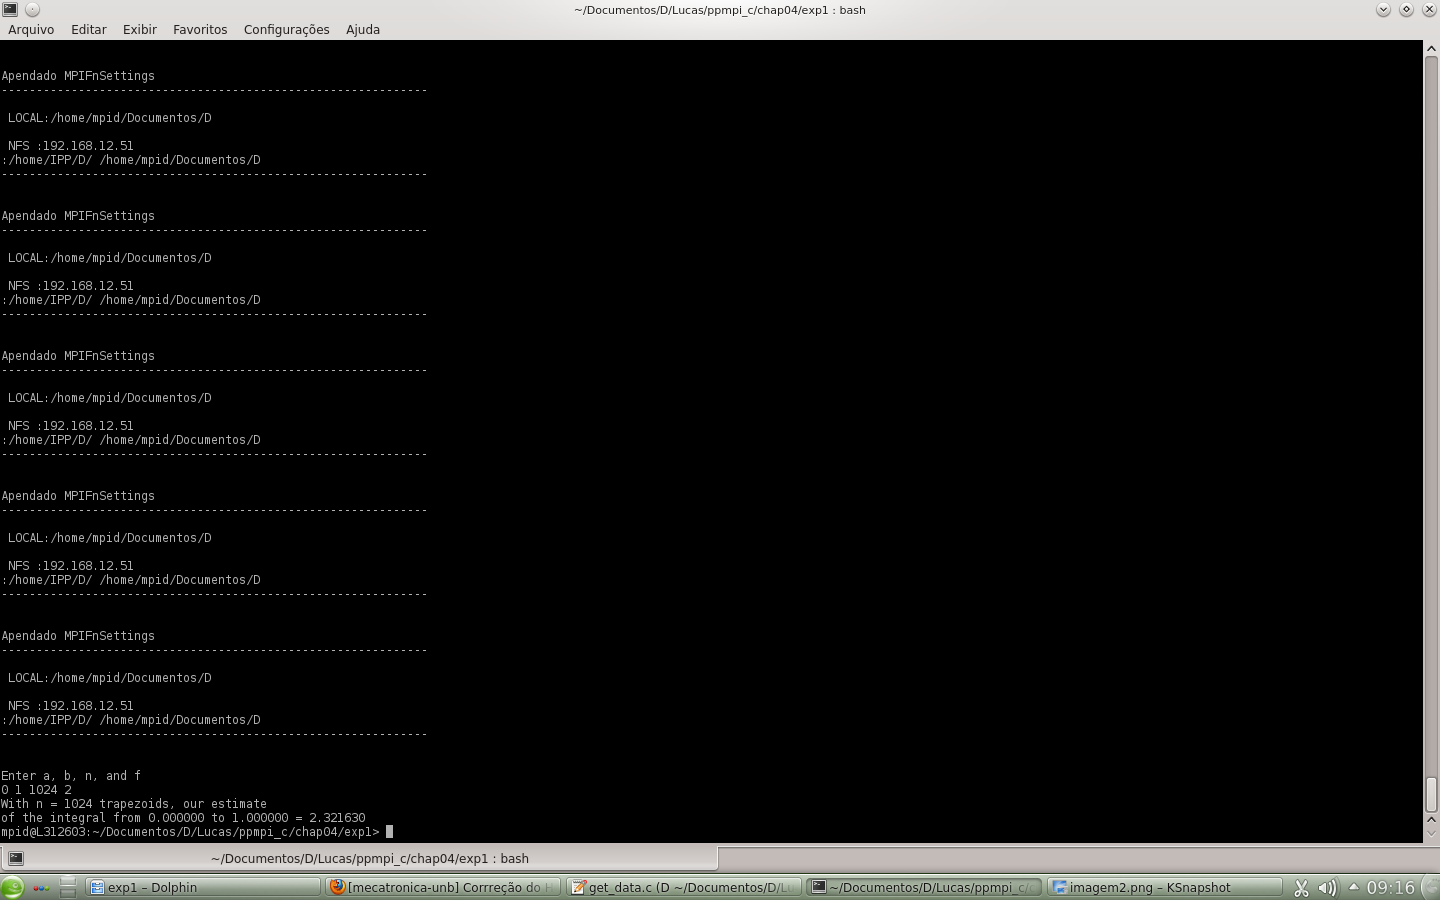 ~/Documentos/D/Lucas/ppmpi_c/chap04/exp1 : bash
Arquivo Editar Exibir Favoritos Configurações Ajuda
Apendado MPIFnSettings
-------------------------------------------------------------
LOCAL:/home/mpid/Documentos/D
NFS :192.168.12.51
:/home/IPP/D/ /home/mpid/Documentos/D
-------------------------------------------------------------
Apendado MPIFnSettings
-------------------------------------------------------------
LOCAL:/home/mpid/Documentos/D
NFS :192.168.12.51
:/home/IPP/D/ /home/mpid/Documentos/D
-------------------------------------------------------------
Apendado MPIFnSettings
-------------------------------------------------------------
LOCAL:/home/mpid/Documentos/D
NFS :192.168.12.51
:/home/IPP/D/ /home/mpid/Documentos/D
-------------------------------------------------------------
Apendado MPIFnSettings
-------------------------------------------------------------
LOCAL:/home/mpid/Documentos/D
NFS :192.168.12.51
:/home/IPP/D/ /home/mpid/Documentos/D
-------------------------------------------------------------
Apendado MPIFnSettings
-------------------------------------------------------------
LOCAL:/home/mpid/Documentos/D
NFS :192.168.12.51
:/home/IPP/D/ /home/mpid/Documentos/D
-------------------------------------------------------------
Enter a, b, n, and f
0 1 1024 2
With n = 1024 trapezoids, our estimate
of the integral from 0.000000 to 1.000000 = 2.321630
mpid@L312603:~/Documentos/D/Lucas/ppmpi_c/chap04/exp1>
~/Documentos/D/Lucas/ppmpi_c/chap04/exp1 : bash
exp1 – Dolphin [mecatronica-unb] Corrreção do H get_data.c (D ~/Documentos/D/Lu ~/Documentos/D/Lucas/ppmpi_c/c imagem2.png – KSnapshot 09:16